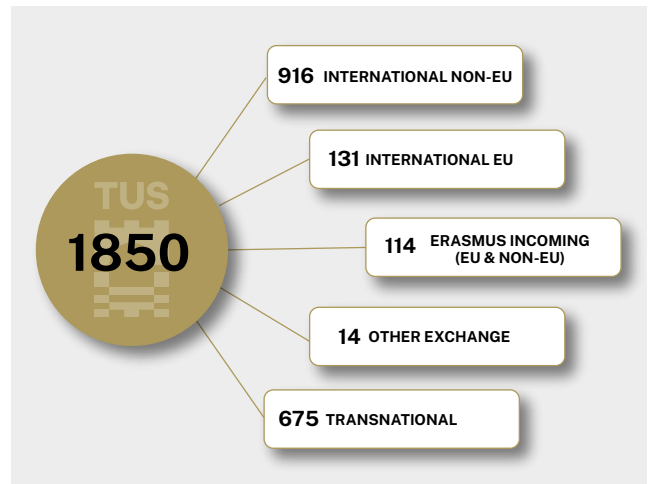 TUS
1850
916 INTERNATIONAL NON-EU
131 INTERNATIONAL EU
114 ERASMUS INCOMING
(EU & NON-EU)
14 OTHER EXCHANGE
675 TRANSNATIONAL